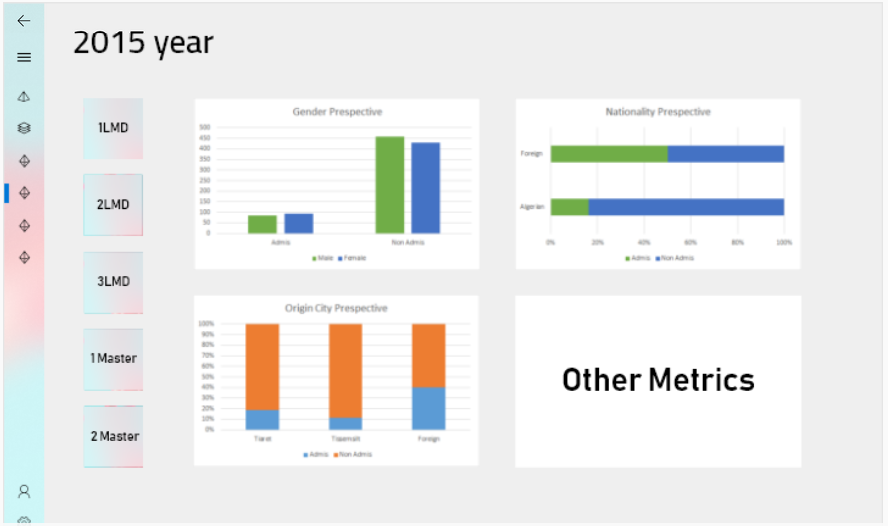 2015 year
1LMD
2LMD
3LMD
1 Master
2 Master
Gender Prespective
500
450
400
350
300
250
200
150
100
50
0
Admis Non Admis
Male Female
Nationality Prespective
Foreign
Algerian
0% 20% 40% 60% 80% 100%
Admis Non Admis
Origin City Prespective
100%
90%
80%
70%
60%
50%
40%
30%
20%
10%
0%
Tiaret Tissemsilt Foreign
Admis Non Admis
Other Metrics